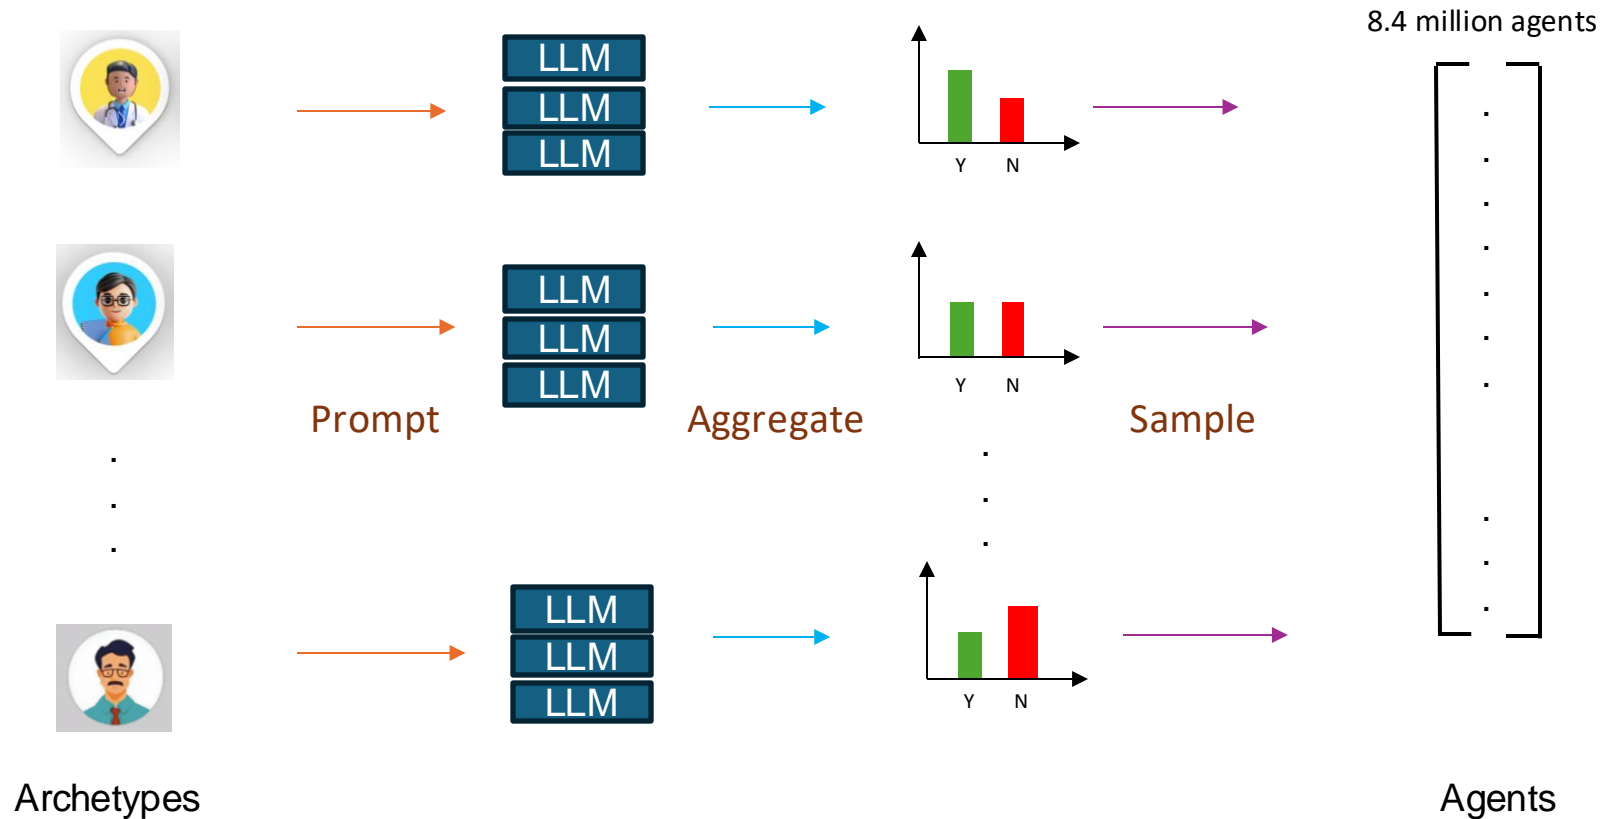 8.4 million agents
LLM
LLM
LLM
Y N
LLM
LLM
LLM
Y N
Prompt
Aggregate
Sample
LLM
LLM
LLM
Y N
Archetypes
Agents